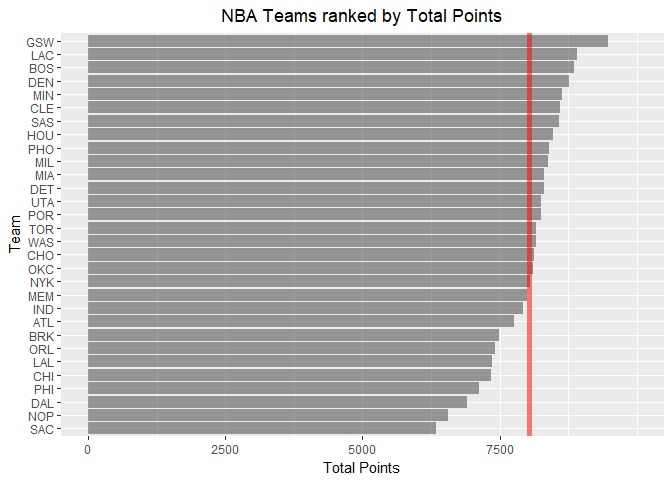 NBA Teams ranked by Total Points
Team
GSW
LAC
BOS
DEN
MIN
CLE
SAS
HOU
PHO
MIL
MIA
DET
UTA
POR
TOR
WAS
CHO
OKC
NYK
MEM
IND
ATL
BRK
ORL
LAL
CHI
PHI
DAL
NOP
SAC
0 2500 5000 7500
Total Points